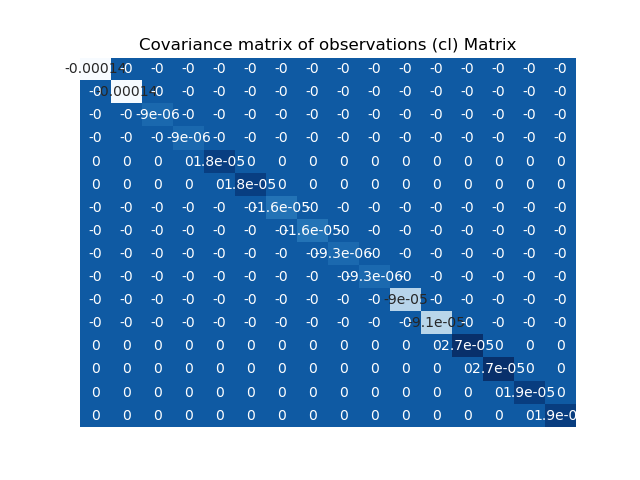 Covariance matrix of observations (cl) Matrix
-0.00014 -0 -0 -0 -0 -0 -0 -0 -0 -0 -0 -0 -0 -0 -0 -0
-0 -0.00014 -0 -0 -0 -0 -0 -0 -0 -0 -0 -0 -0 -0 -0 -0
-0 -0 -9e-06 -0 -0 -0 -0 -0 -0 -0 -0 -0 -0 -0 -0 -0
-0 -0 -0 -9e-06 -0 -0 -0 -0 -0 -0 -0 -0 -0 -0 -0 -0
0 0 0 0 1.8e-05 0 0 0 0 0 0 0 0 0 0 0
0 0 0 0 0 1.8e-05 0 0 0 0 0 0 0 0 0 0
-0 -0 -0 -0 -0 -0 -1.6e-05 -0 -0 -0 -0 -0 -0 -0 -0 -0
-0 -0 -0 -0 -0 -0 -0 -1.6e-05 -0 -0 -0 -0 -0 -0 -0 -0
-0 -0 -0 -0 -0 -0 -0 -0 -9.3e-06 -0 -0 -0 -0 -0 -0 -0
-0 -0 -0 -0 -0 -0 -0 -0 -0 -9.3e-06 -0 -0 -0 -0 -0 -0
-0 -0 -0 -0 -0 -0 -0 -0 -0 -0 -9e-05 -0 -0 -0 -0 -0
-0 -0 -0 -0 -0 -0 -0 -0 -0 -0 -0 -9.1e-05 -0 -0 -0 -0
0 0 0 0 0 0 0 0 0 0 0 0 2.7e-05 0 0 0
0 0 0 0 0 0 0 0 0 0 0 0 0 2.7e-05 0 0
0 0 0 0 0 0 0 0 0 0 0 0 0 0 1.9e-05 0
0 0 0 0 0 0 0 0 0 0 0 0 0 0 0 1.9e-0